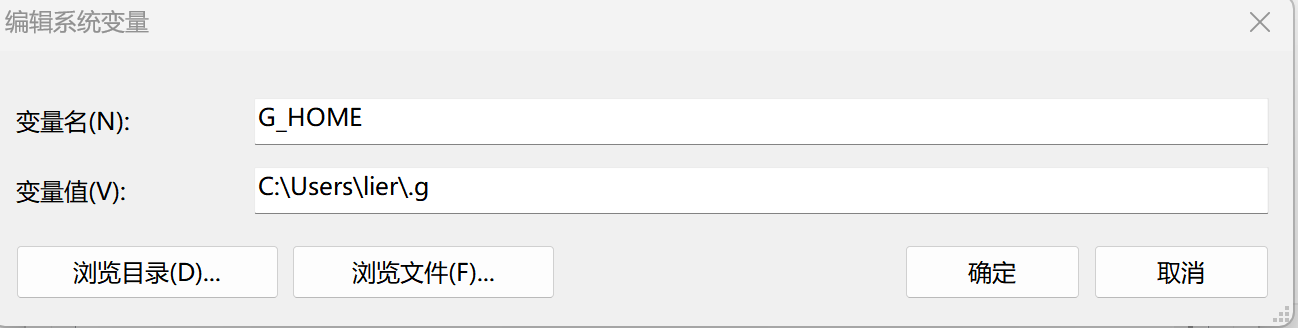 编辑系统变量
变量名(N):
G_HOME
变量值(V):
C:\Users\lier\.g
浏览目录(D)...
浏览文件(F)...
确定
取消